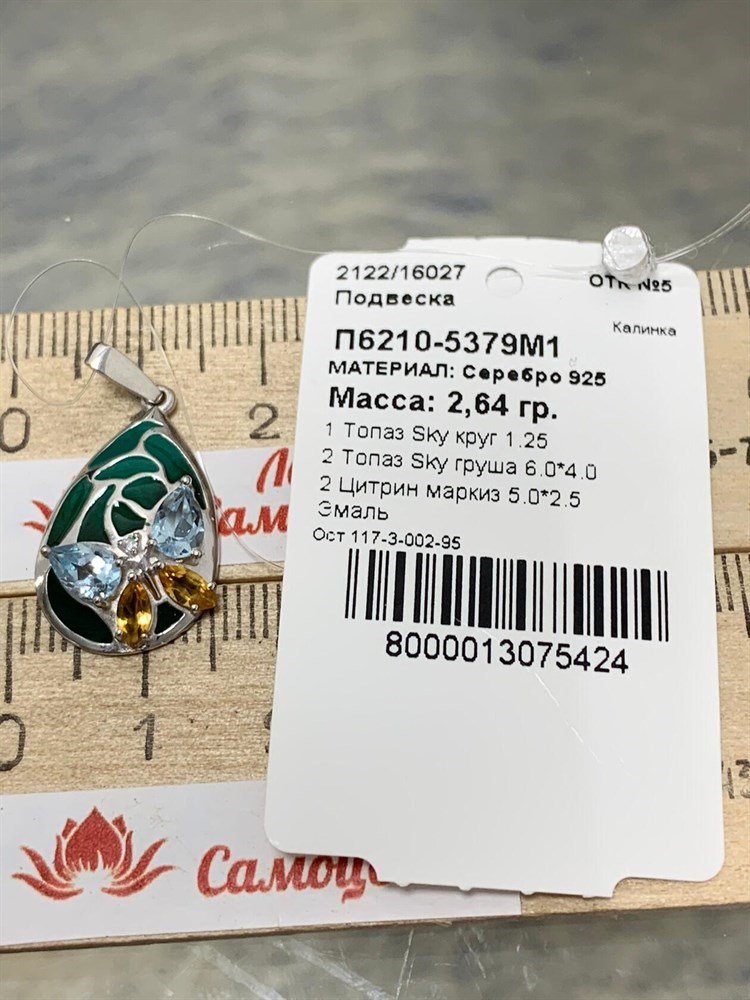 2122/16027
ОТК №5
Подвеска
Калинка
П6210-5379М1
МАТЕРИАЛ: Серебро 925
Масса: 2,64 гр.
1 Топаз Sky круг 1.25
2 Топаз Sky груша 6.0*4.0
2 Цитрин маркиз 5.0*2.5
Эмаль
Ост 117-3-002-95
8000013075424
0 2
0 1